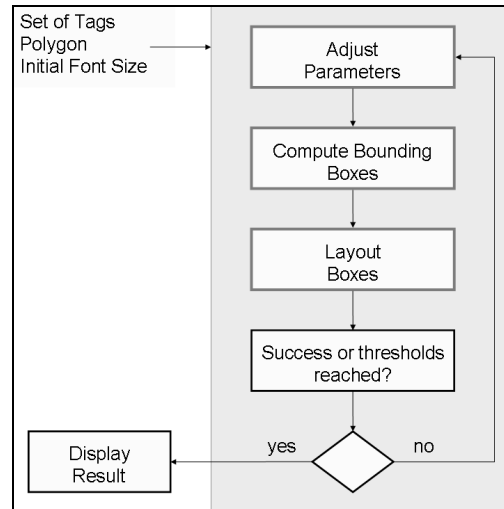 Set of Tags
Polygon
Initial Font Size
Adjust
Parameters
Compute Bounding
Boxes
Layout
Boxes
Success or thresholds
reached?
yes
no
Display
Result